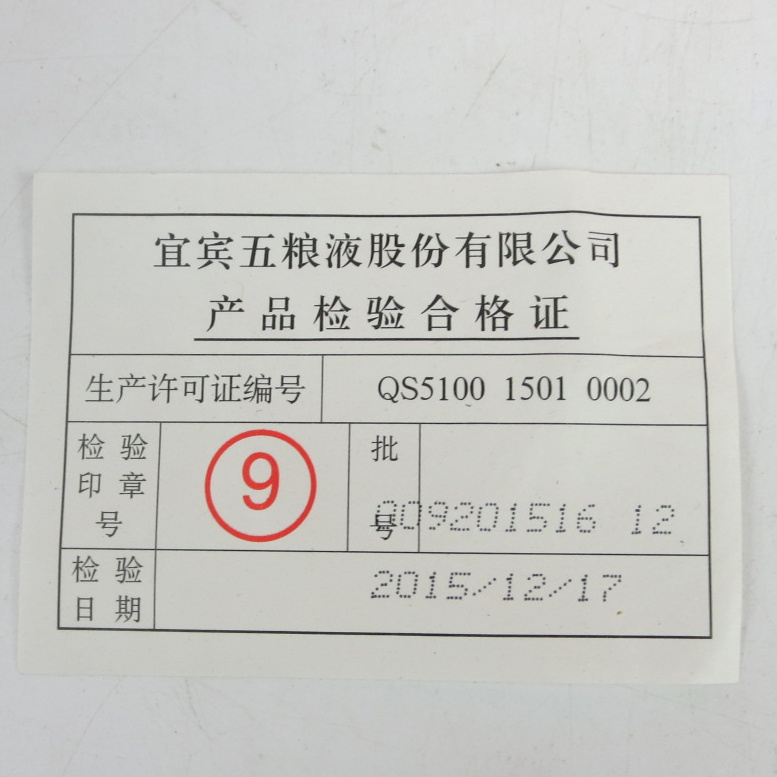 宜宾五粮液股份有限公司
产品检验合格证
生产许可证编号 QS5100 1501 0002
检验印章号 9 批号 009201516 12
检验日期 2015/12/17